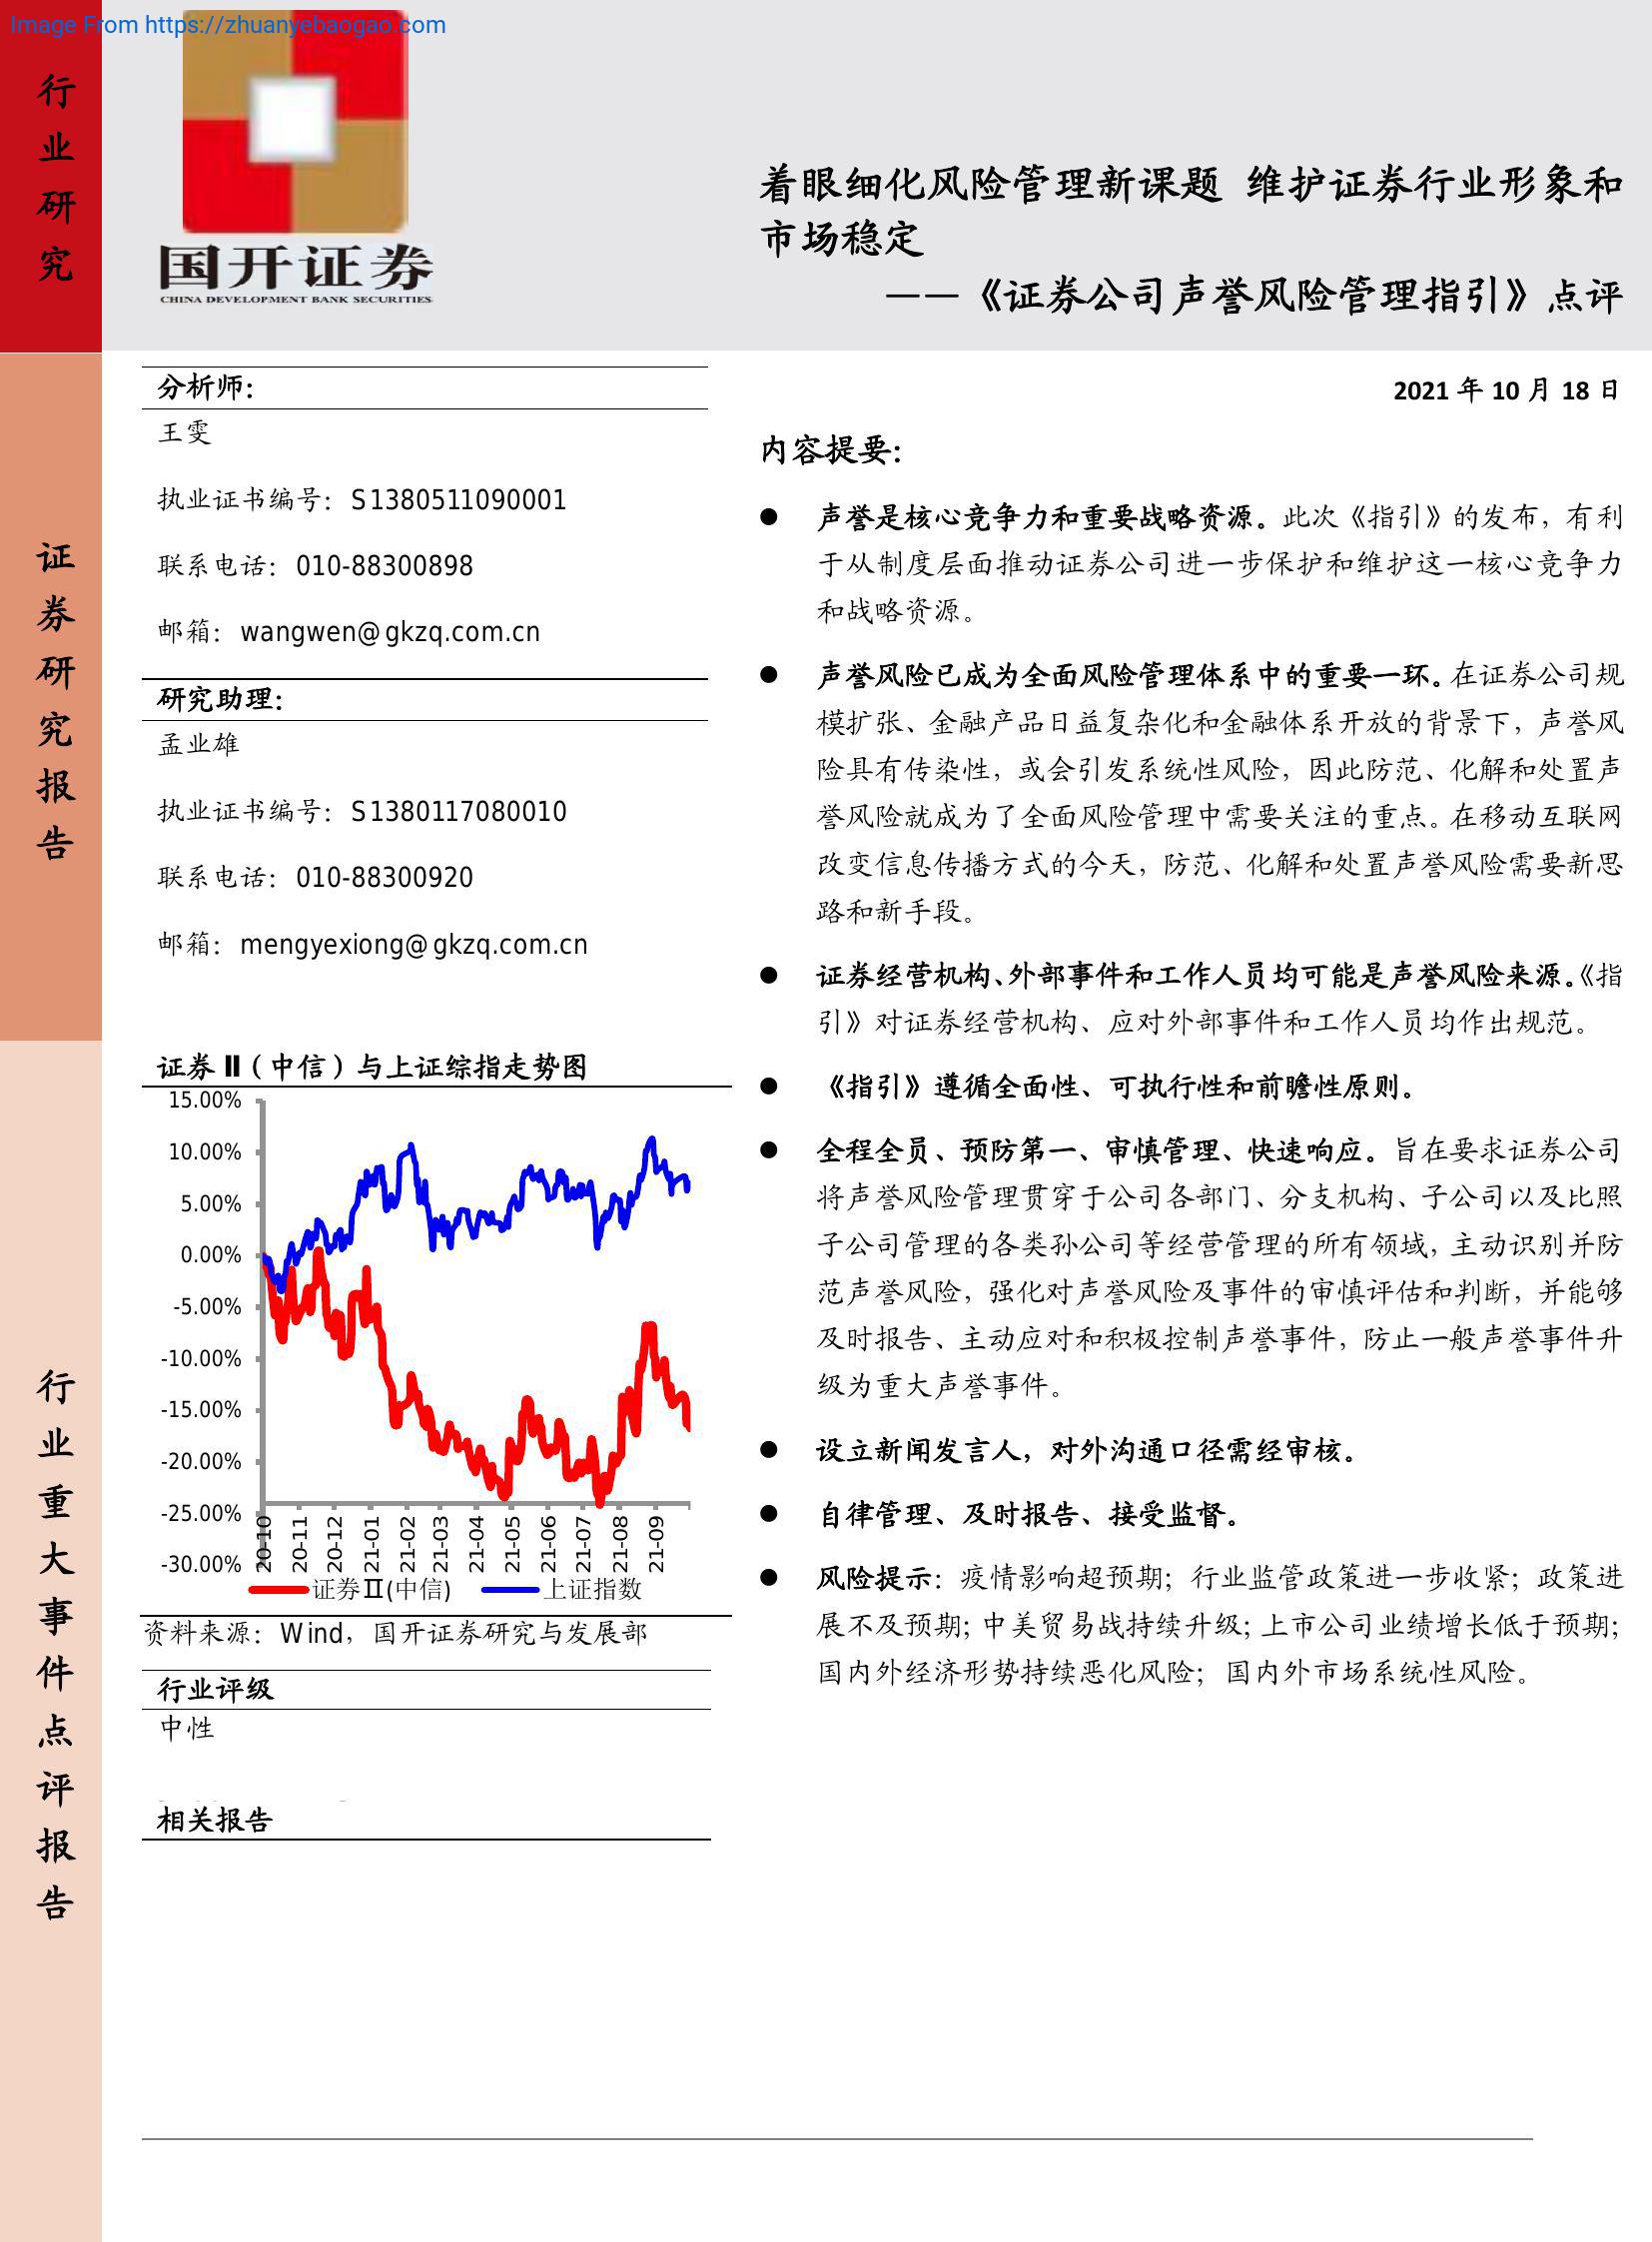 Image From https://zhuanyebaogao.com
行业研究
证券研究报告
行业重大事件点评报告
国开证券
CHINA DEVELOPMENT BANK SECURITIES
着眼细化风险管理新课题 维护证券行业形象和
市场稳定
——《证券公司声誉风险管理指引》点评
分析师:
王雯
执业证书编号：S1380511090001
联系电话：010-88300898
邮箱：wangwen@gkzq.com.cn
研究助理:
孟业雄
执业证书编号：S1380117080010
联系电话：010-88300920
邮箱：mengyexiong@gkzq.com.cn
证券 II（中信）与上证综指走势图
15.00%
10.00%
5.00%
0.00%
-5.00%
-10.00%
-15.00%
-20.00%
-25.00%
-30.00%
20-10 20-11 20-12 21-01 21-02 21-03 21-04 21-05 21-06 21-07 21-08 21-09
证券Ⅱ(中信) 上证指数
资料来源：Wind，国开证券研究与发展部
行业评级
中性
相关报告
2021 年 10 月 18 日
内容提要:
● 声誉是核心竞争力和重要战略资源。此次《指引》的发布，有利
于从制度层面推动证券公司进一步保护和维护这一核心竞争力
和战略资源。
● 声誉风险已成为全面风险管理体系中的重要一环。在证券公司规
模扩张、金融产品日益复杂化和金融体系开放的背景下，声誉风
险具有传染性，或会引发系统性风险，因此防范、化解和处置声
誉风险就成为了全面风险管理中需要关注的重点。在移动互联网
改变信息传播方式的今天，防范、化解和处置声誉风险需要新思
路和新手段。
● 证券经营机构、外部事件和工作人员均可能是声誉风险来源。《指
引》对证券经营机构、应对外部事件和工作人员均作出规范。
● 《指引》遵循全面性、可执行性和前瞻性原则。
● 全程全员、预防第一、审慎管理、快速响应。旨在要求证券公司
将声誉风险管理贯穿于公司各部门、分支机构、子公司以及比照
子公司管理的各类孙公司等经营管理的所有领域，主动识别并防
范声誉风险，强化对声誉风险及事件的审慎评估和判断，并能够
及时报告、主动应对和积极控制声誉事件，防止一般声誉事件升
级为重大声誉事件。
● 设立新闻发言人，对外沟通口径需经审核。
● 自律管理、及时报告、接受监督。
● 风险提示：疫情影响超预期；行业监管政策进一步收紧；政策进
展不及预期；中美贸易战持续升级；上市公司业绩增长低于预期；
国内外经济形势持续恶化风险；国内外市场系统性风险。